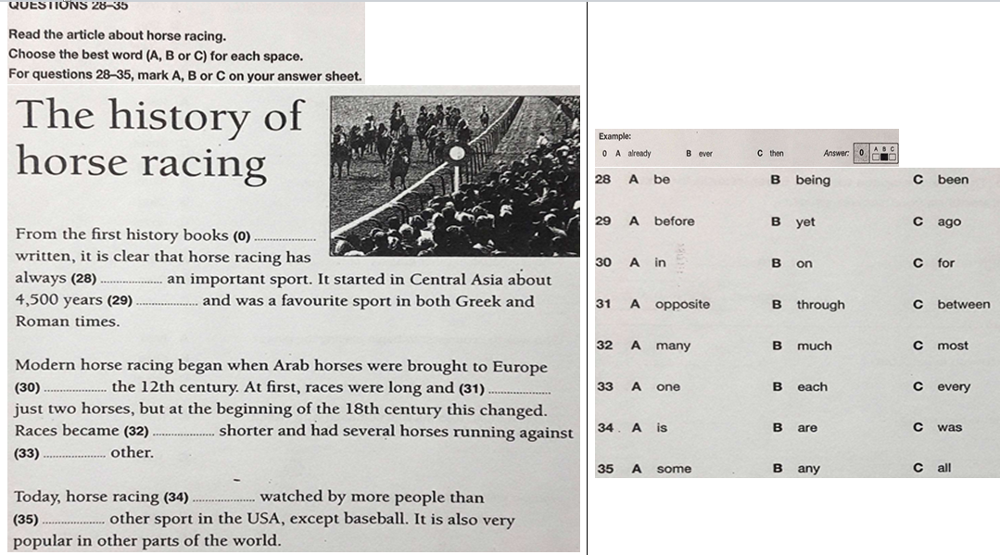 QUESTIONS 28–35
Read the article about horse racing.
Choose the best word (A, B or C) for each space.
For questions 28–35, mark A, B or C on your answer sheet.
The history of
horse racing
From the first history books (0) ....................
written, it is clear that horse racing has
always (28) .................... an important sport. It started in Central Asia about
4,500 years (29) .................... and was a favourite sport in both Greek and
Roman times.
Modern horse racing began when Arab horses were brought to Europe
(30) .................... the 12th century. At first, races were long and (31) ....................
just two horses, but at the beginning of the 18th century this changed.
Races became (32) .................... shorter and had several horses running against
(33) .................... other.
Today, horse racing (34) .................... watched by more people than
(35) .................... other sport in the USA, except baseball. It is also very
popular in other parts of the world.
Example:
0 A already B ever C then Answer: 0 A B C
28 A be B being C been
29 A before B yet C ago
30 A in B on C for
31 A opposite B through C between
32 A many B much C most
33 A one B each C every
34 A is B are C was
35 A some B any C all